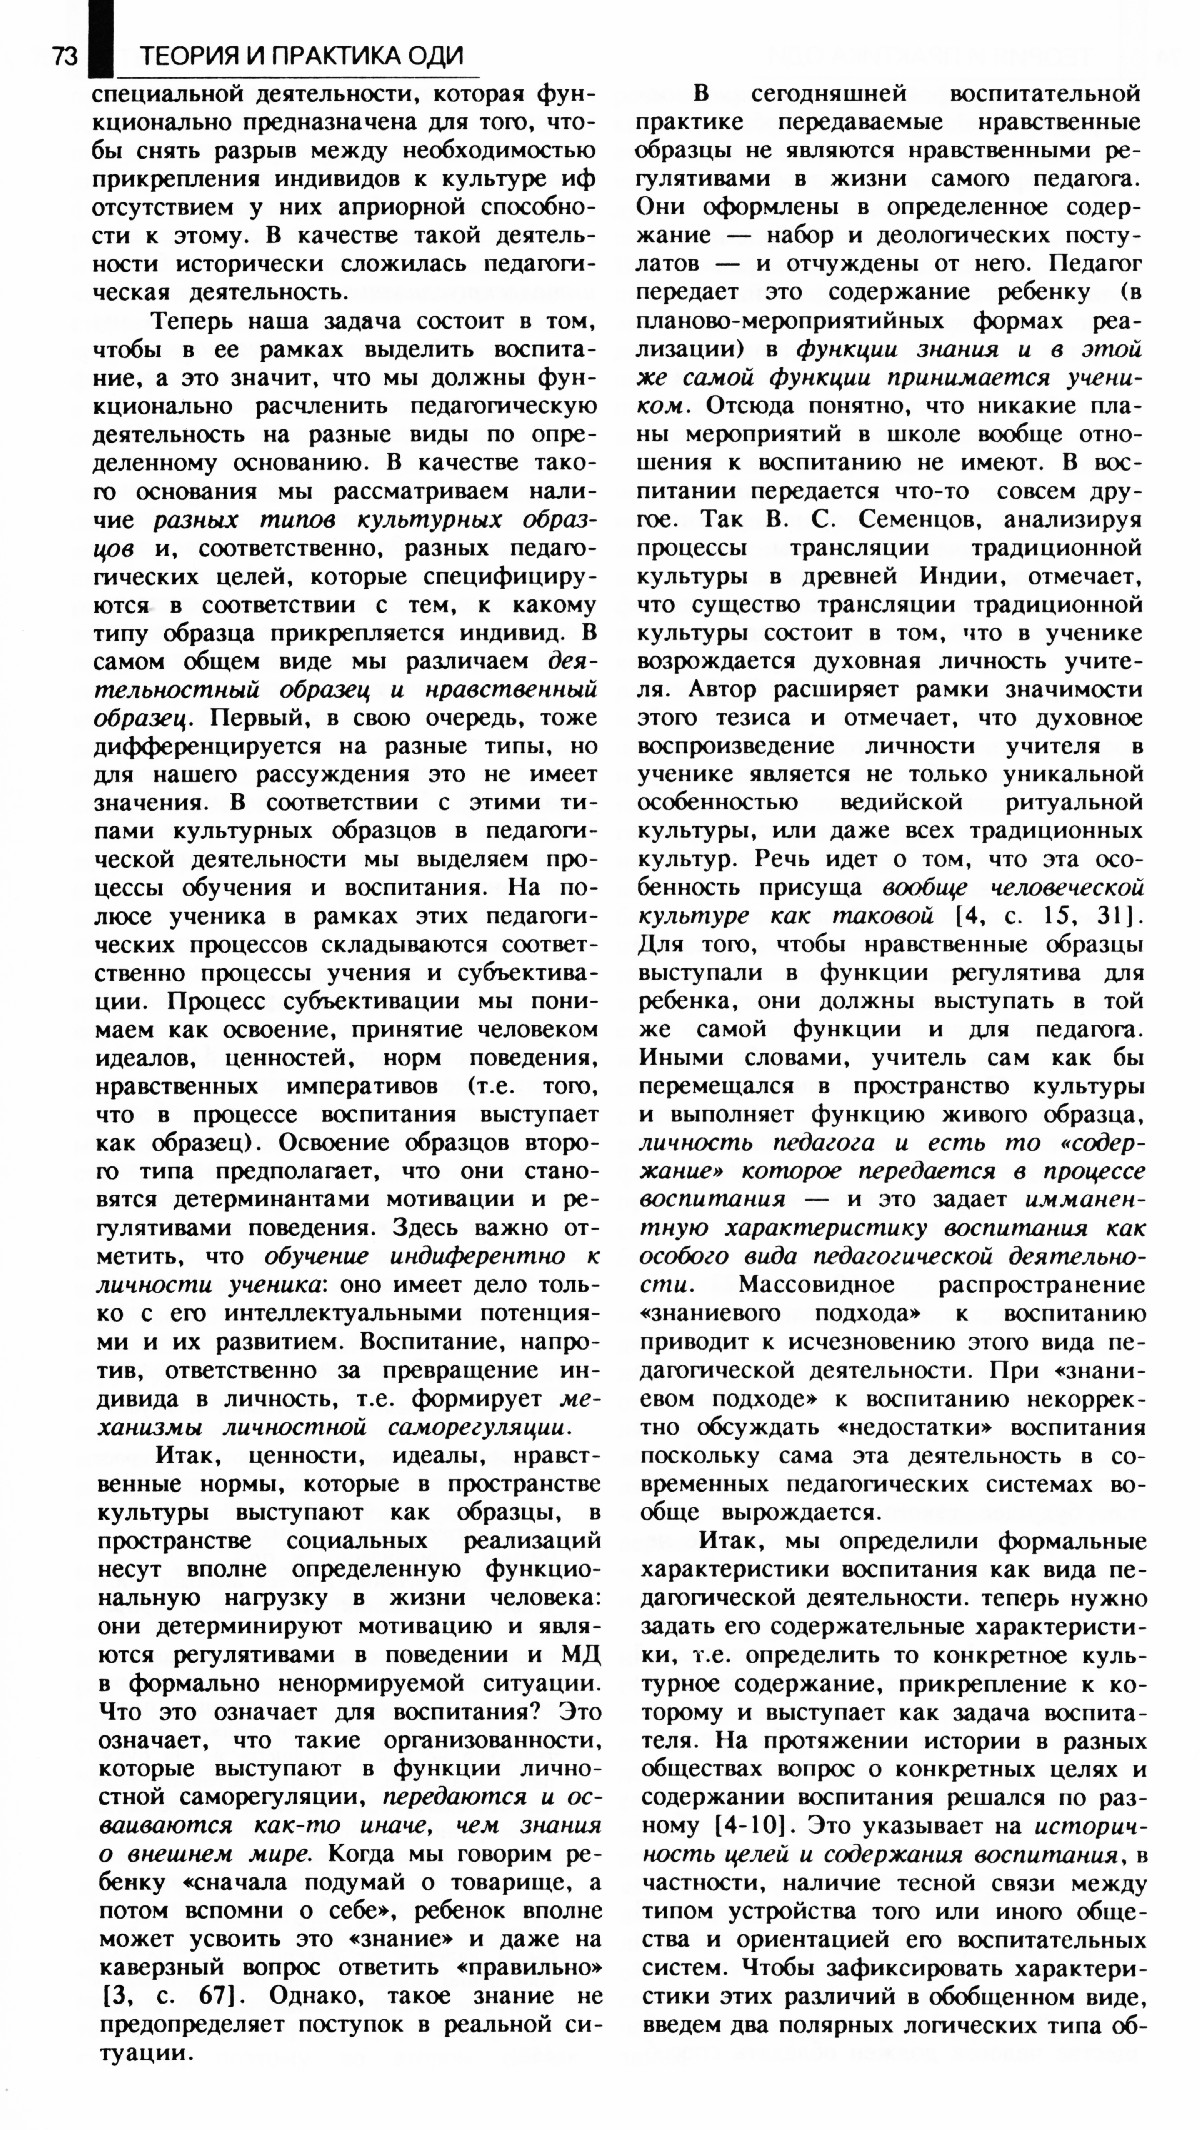 73
ТЕОРИЯ И ПРАКТИКА ОДИ
специальной деятельности, которая фун-
кционально предназначена для того, что-
бы снять разрыв между необходимостью
прикрепления индивидов к культуре иф
отсутствием у них априорной способно-
сти к этому. В качестве такой деятель-
ности исторически сложилась педагоги-
ческая деятельность.
Теперь наша задача состоит в том,
чтобы в ее рамках выделить воспита-
ние, а это значит, что мы должны фун-
кционально расчленить педагогическую
деятельность на разные виды по опре-
деленному основанию. В качестве тако-
го основания мы рассматриваем нали-
чие разных типов культурных образ-
цов и, соответственно, разных педаго-
гических целей, которые специфициру-
ются в соответствии с тем, к какому
типу образца прикрепляется индивид. В
самом общем виде мы различаем дея-
тельностный образец и нравственный
образец. Первый, в свою очередь, тоже
дифференцируется на разные типы, но
для нашего рассуждения это не имеет
значения. В соответствии с этими ти-
пами культурных образцов в педагоги-
ческой деятельности мы выделяем про-
цессы обучения и воспитания. На по-
люсе ученика в рамках этих педагоги-
ческих процессов складываются соответ-
ственно процессы учения и субъектива-
ции. Процесс субъективации мы пони-
маем как освоение, принятие человеком
идеалов, ценностей, норм поведения,
нравственных императивов (т.е. того,
что в процессе воспитания выступает
как образец). Освоение образцов второ-
го типа предполагает, что они стано-
вятся детерминантами мотивации и ре-
гулятивами поведения. Здесь важно от-
метить, что обучение индиферентно к
личности ученика: оно имеет дело толь-
ко с его интеллектуальными потенция-
ми и их развитием. Воспитание, напро-
тив, ответственно за превращение ин-
дивида в личность, т.е. формирует ме-
ханизмы личностной саморегуляции.
Итак, ценности, идеалы, нравст-
венные нормы, которые в пространстве
культуры выступают как образцы, в
пространстве социальных реализаций
несут вполне определенную функцио-
нальную нагрузку в жизни человека:
они детерминируют мотивацию и явля-
ются регулятивами в поведении и МД
в формально ненормируемой ситуации.
Что это означает для воспитания? Это
означает, что такие организованности,
которые выступают в функции лично-
стной саморегуляции, передаются и ос-
ваиваются как-то иначе, чем знания
о внешнем мире. Когда мы говорим ре-
бенку «сначала подумай о товарище, а
потом вспомни о себе», ребенок вполне
может усвоить это «знание» и даже на
каверзный вопрос ответить «правильно»
[3, с. 67]. Однако, такое знание не
предопределяет поступок в реальной си-
туации.
В сегодняшней воспитательной
практике передаваемые нравственные
образцы не являются нравственными ре-
гулятивами в жизни самого педагога.
Они оформлены в определенное содер-
жание — набор и деологических посту-
латов — и отчуждены от него. Педагог
передает это содержание ребенку (в
планово-мероприятийных формах реа-
лизации) в функции знания и в этой
же самой функции принимается учени-
ком. Отсюда понятно, что никакие пла-
ны мероприятий в школе вообще отно-
шения к воспитанию не имеют. В вос-
питании передается что-то совсем дру-
гое. Так В. С. Семенцов, анализируя
процессы трансляции традиционной
культуры в древней Индии, отмечает,
что существо трансляции традиционной
культуры состоит в том, что в ученике
возрождается духовная личность учите-
ля. Автор расширяет рамки значимости
этого тезиса и отмечает, что духовное
воспроизведение личности учителя в
ученике является не только уникальной
особенностью ведийской ритуальной
культуры, или даже всех традиционных
культур. Речь идет о том, что эта осо-
бенность присуща вообще человеческой
культуре как таковой [4, с. 15, 31].
Для того, чтобы нравственные образцы
выступали в функции регулятива для
ребенка, они должны выступать в той
же самой функции и для педагога.
Иными словами, учитель сам как бы
перемещался в пространство культуры
и выполняет функцию живого образца,
личность педагога и есть то «содер-
жание» которое передается в процессе
воспитания — и это задает имманен-
тную характеристику воспитания как
особого вида педагогической деятельно-
сти. Массовидное распространение
«знаниевого подхода» к воспитанию
приводит к исчезновению этого вида пе-
дагогической деятельности. При «знани-
евом подходе» к воспитанию некоррек-
тно обсуждать «недостатки» воспитания
поскольку сама эта деятельность в со-
временных педагогических системах во-
обще вырождается.
Итак, мы определили формальные
характеристики воспитания как вида пе-
дагогической деятельности. теперь нужно
задать его содержательные характеристи-
ки, т.е. определить то конкретное куль-
турное содержание, прикрепление к ко-
торому и выступает как задача воспита-
теля. На протяжении истории в разных
обществах вопрос о конкретных целях и
содержании воспитания решался по раз-
ному [4-10]. Это указывает на историч-
ность целей и содержания воспитания, в
частности, наличие тесной связи между
типом устройства того или иного обще-
ства и ориентацией его воспитательных
систем. Чтобы зафиксировать характери-
стики этих различий в обобщенном виде,
введем два полярных логических типа об-